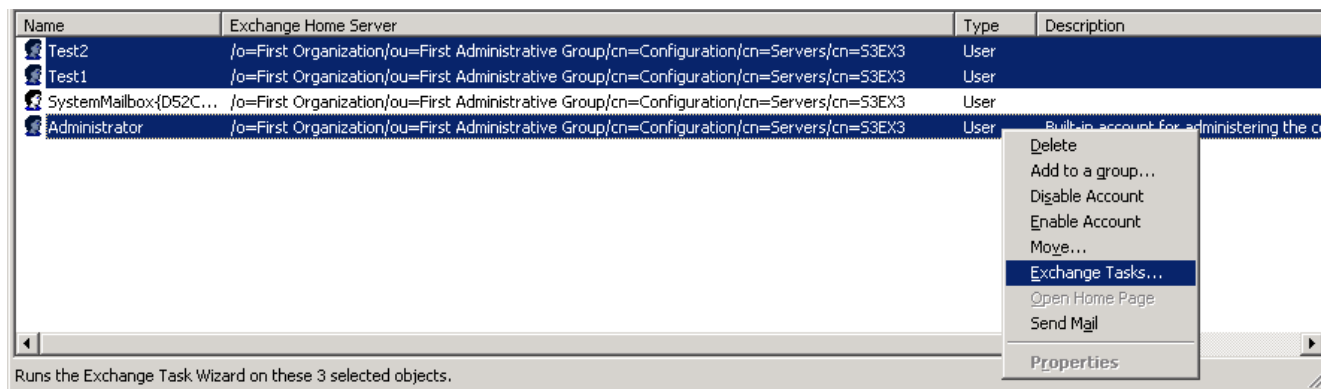 Name Exchange Home Server Type Description
Test2 /o=First Organization/ou=First Administrative Group/cn=Configuration/cn=Servers/cn=S3EX3 User
Test1 /o=First Organization/ou=First Administrative Group/cn=Configuration/cn=Servers/cn=S3EX3 User
SystemMailbox{D52C... /o=First Organization/ou=First Administrative Group/cn=Configuration/cn=Servers/cn=S3EX3 User
Administrator /o=First Organization/ou=First Administrative Group/cn=Configuration/cn=Servers/cn=S3EX3 User Built-in account for administering the
Delete
Add to a group...
Disable Account
Enable Account
Move...
Exchange Tasks...
Open Home Page
Send Mail
Properties
Runs the Exchange Task Wizard on these 3 selected objects.